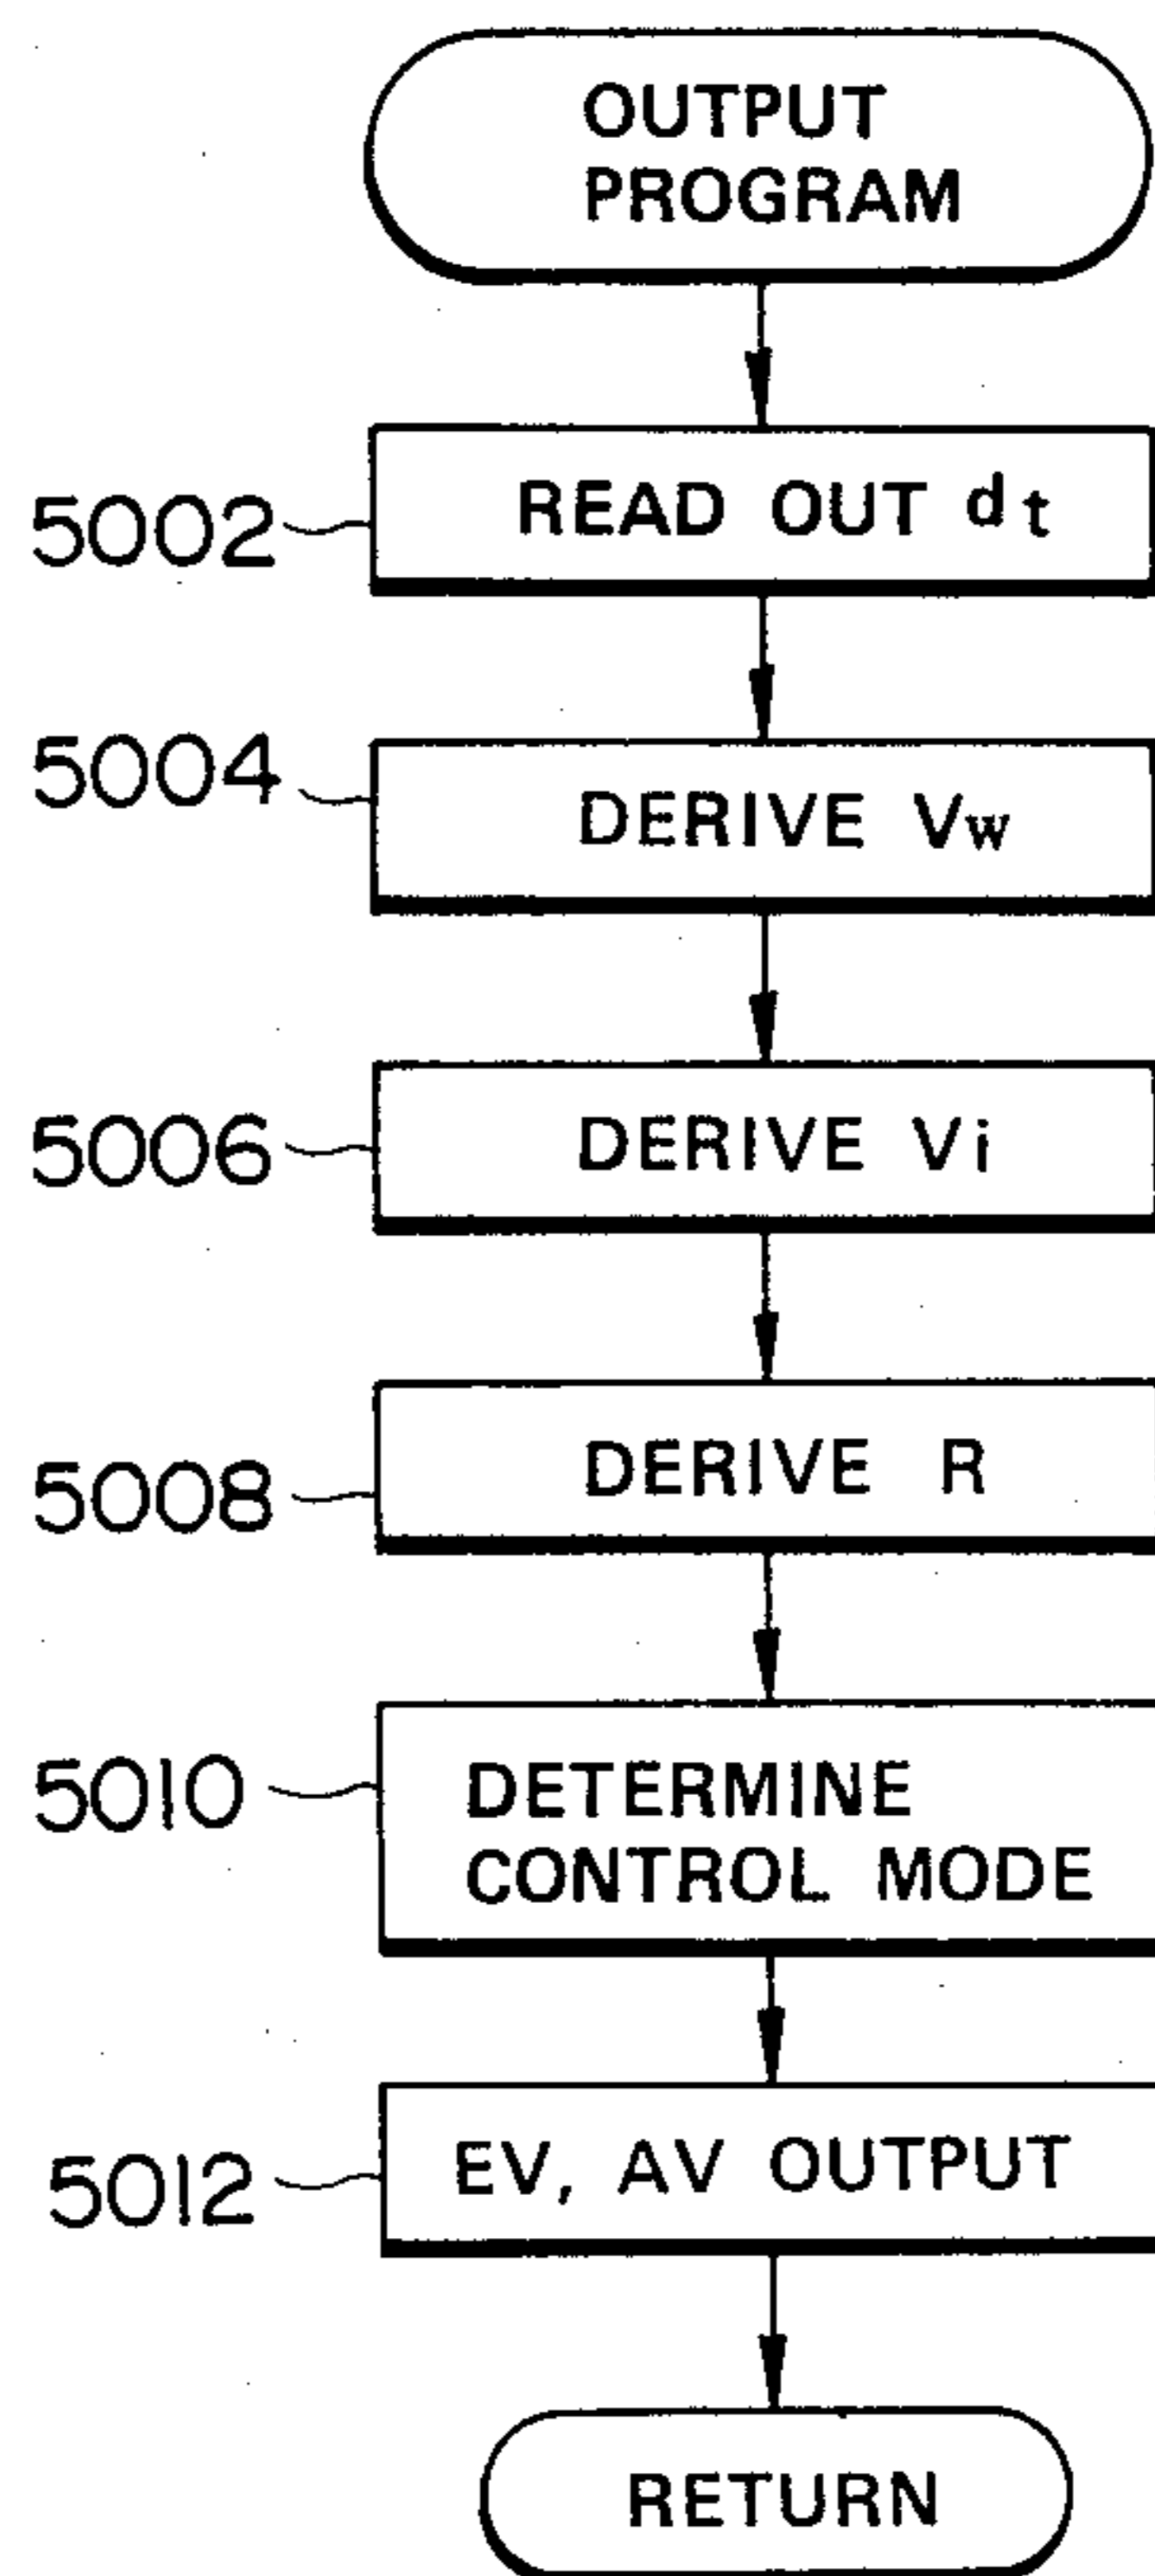 OUTPUT
PROGRAM
5002
READ OUT dt
5004
DERIVE Vw
5006
DERIVE Vi
5008
DERIVE R
5010
DETERMINE
CONTROL MODE
5012
EV, AV OUTPUT
RETURN